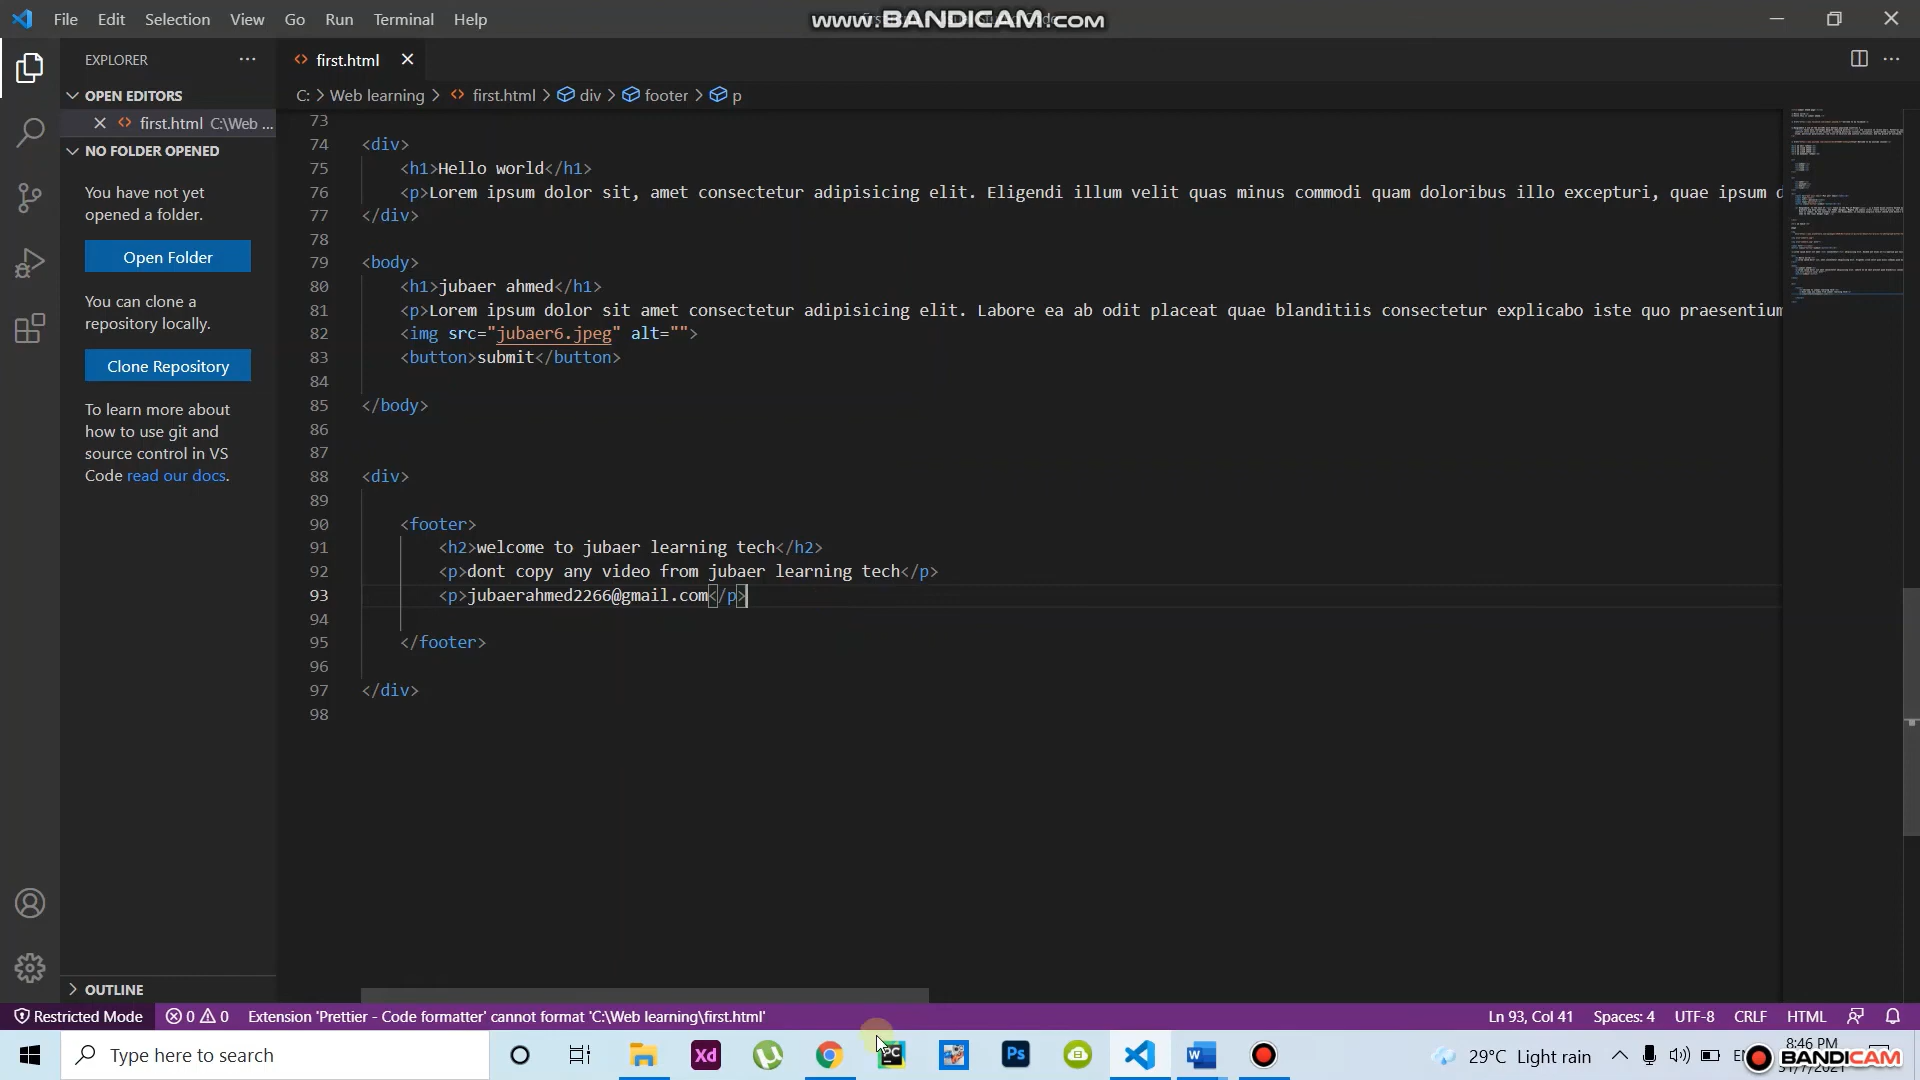 File Edit Selection View Go Run Terminal Help
www.BANDICAM.com
EXPLORER
first.html
OPEN EDITORS
C: > Web learning > first.html > div > footer > p
first.html C:\Web ...
NO FOLDER OPENED
You have not yet
opened a folder.
Open Folder
You can clone a
repository locally.
Clone Repository
To learn more about
how to use git and
source control in VS
Code read our docs.
73
74 <div>
75 <h1>Hello world</h1>
76 <p>Lorem ipsum dolor sit, amet consectetur adipisicing elit. Eligendi illum velit quas minus commodi quam doloribus illo excepturi, quae ipsum d
77 </div>
78
79 <body>
80 <h1>jubaer ahmed</h1>
81 <p>Lorem ipsum dolor sit amet consectetur adipisicing elit. Labore ea ab odit placeat quae blanditiis consectetur explicabo iste quo praesentium
82 <img src="jubaer6.jpeg" alt="">
83 <button>submit</button>
84
85 </body>
86
87
88 <div>
89
90 <footer>
91 <h2>welcome to jubaer learning tech</h2>
92 <p>dont copy any video from jubaer learning tech</p>
93 <p>jubaerahmed2266@gmail.com</p>
94
95 </footer>
96
97 </div>
98
OUTLINE
Restricted Mode 0 0 Extension 'Prettier - Code formatter' cannot format 'C:\Web learning\first.html'
Ln 93, Col 41 Spaces: 4 UTF-8 CRLF HTML
Type here to search
Xd
PC
Ps
W
29°C Light rain
8:46 PM
BANDICAM